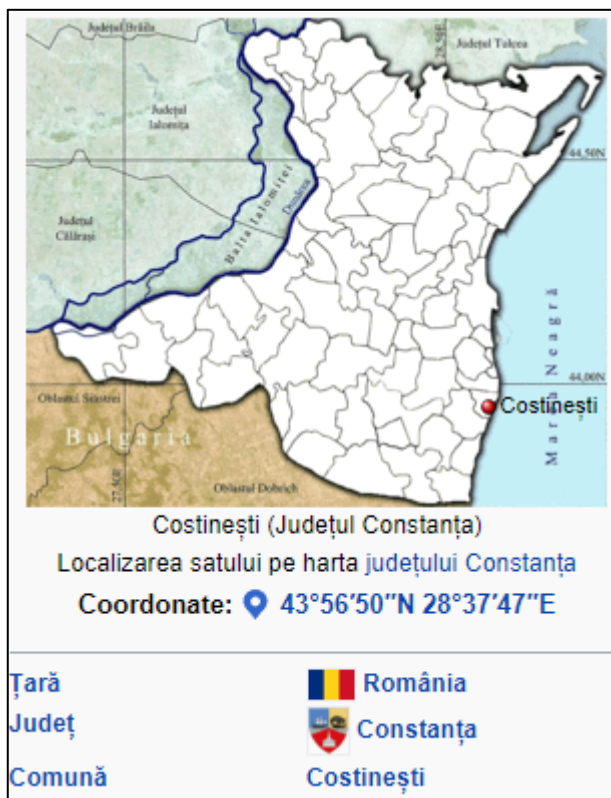 Județul Brăila
28,50E
Județul Tulcea
Județul
Ialomița
44,50N
Balta Ialomiței
Dunărea
Județul
Călărași
Marea Neagră
44,00N
Oblastul Silistrei
Costinești
Bulgaria
27,50E
Oblastul Dobrich
Costinești (Județul Constanța)
Localizarea satului pe harta județului Constanța
Coordonate: 43°56′50″N 28°37′47″E
Țară România
Județ Constanța
Comună Costinești